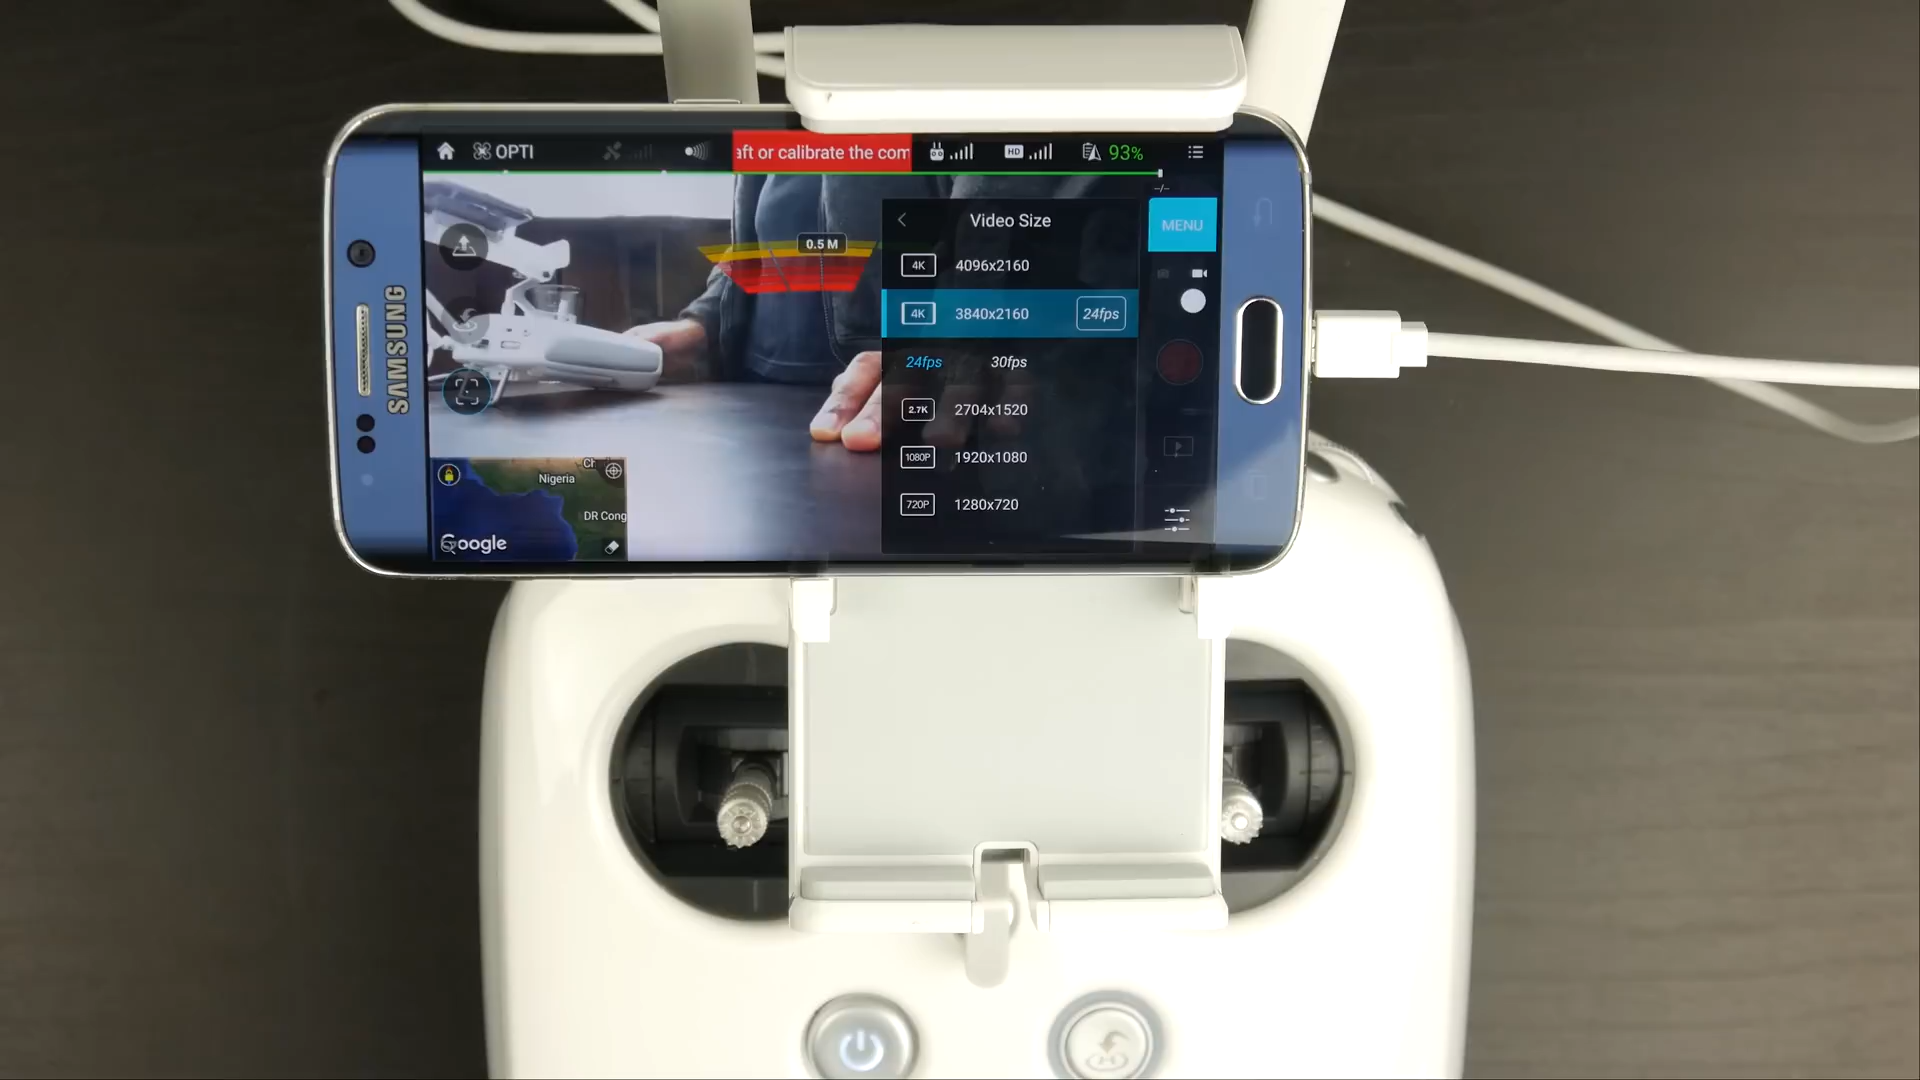 OPTI
aft or calibrate the com
HD
93%
-/-
0.5 M
Video Size
MENU
4K 4096x2160
4K 3840x2160 24fps
24fps 30fps
2.7K 2704x1520
1080P 1920x1080
720P 1280x720
SAMSUNG
Ch
Nigeria
DR Cong
Google